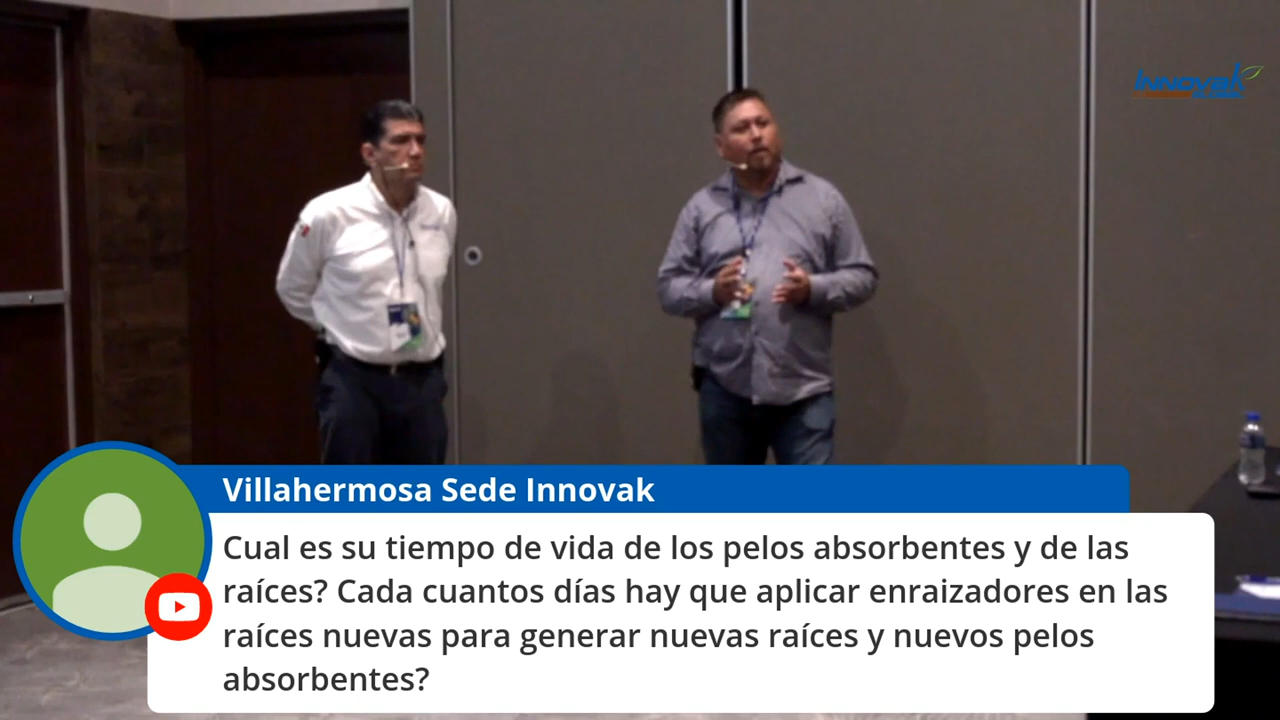 Innovak
Villahermosa Sede Innovak
Cual es su tiempo de vida de los pelos absorbentes y de las
raíces? Cada cuantos días hay que aplicar enraizadores en las
raíces nuevas para generar nuevas raíces y nuevos pelos
absorbentes?